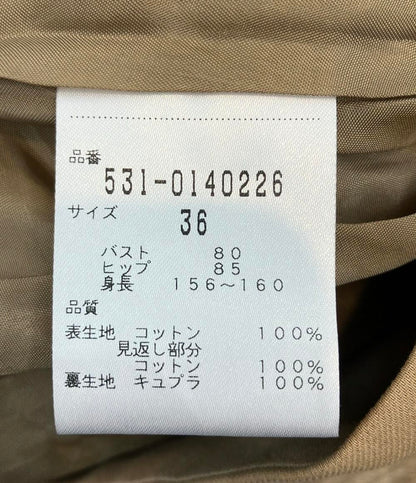 品番
531-0140226
サイズ
36
バスト 80
ヒップ 85
身長 156～160
品質
表生地 コットン 100%
見返し部分
コットン 100%
裏生地 キュプラ 100%